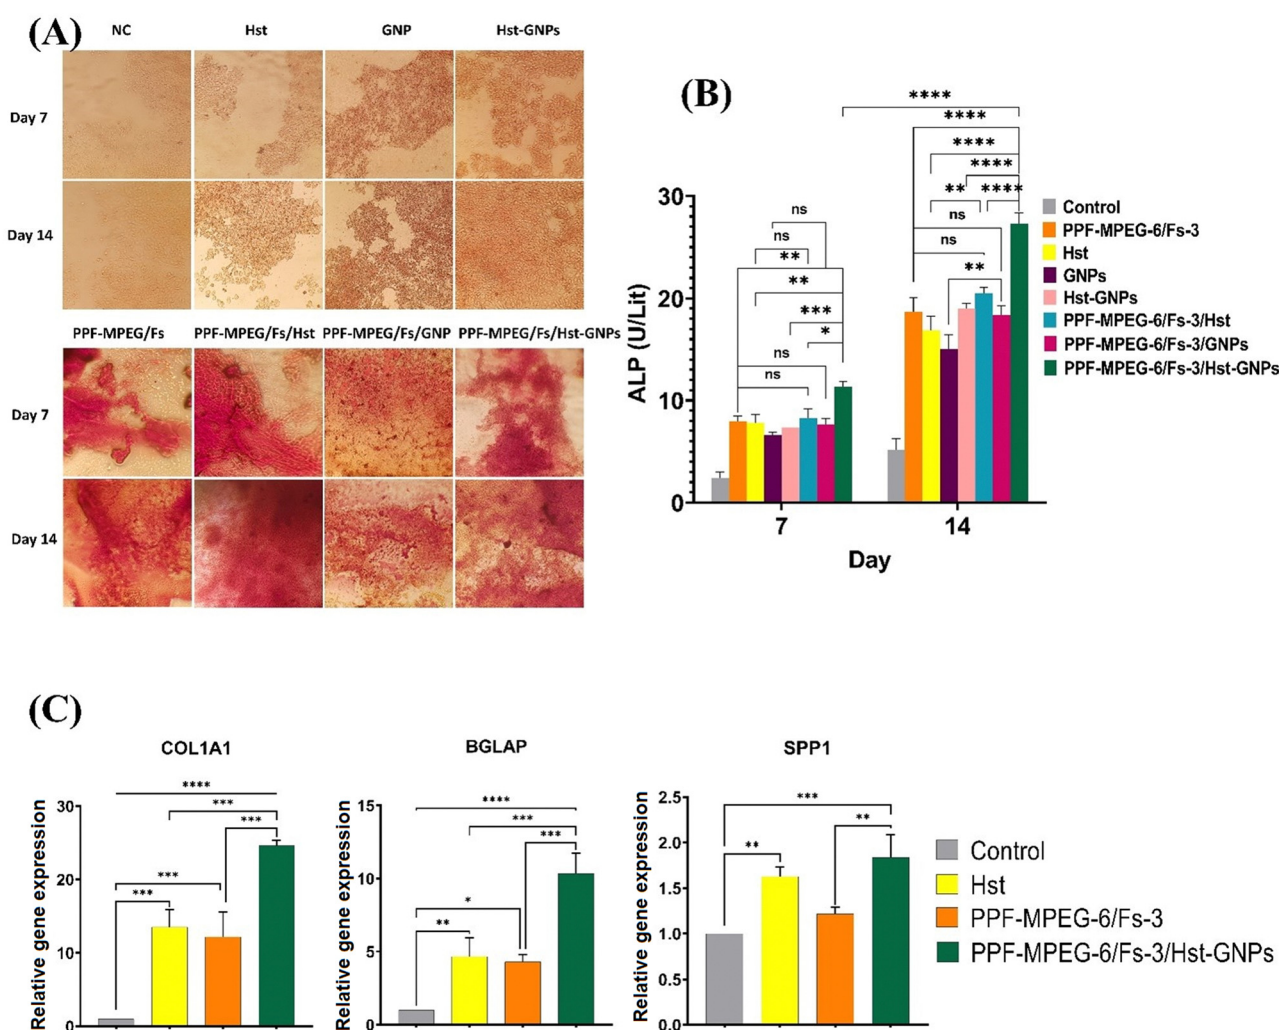 (A)
NC Hst GNP Hst-GNPs
Day 7
Day 14
PPF-MPEG/Fs PPF-MPEG/Fs/Hst PPF-MPEG/Fs/GNP PPF-MPEG/Fs/Hst-GNPs
Day 7
Day 14
(B)
****
****
****
****
** ****
ns
ns
**
ns
ns
**
**
***
*
ns
ns
ALP (U/Lit)
30
20
10
0
7 14
Day
Control
PPF-MPEG-6/Fs-3
Hst
GNPs
Hst-GNPs
PPF-MPEG-6/Fs-3/Hst
PPF-MPEG-6/Fs-3/GNPs
PPF-MPEG-6/Fs-3/Hst-GNPs
(C)
COL1A1
Relative gene expression
30
20
10
0
****
***
***
***
***
BGLAP
Relative gene expression
15
10
5
0
****
***
***
*
**
SPP1
Relative gene expression
2.5
2.0
1.5
1.0
0.5
0.0
***
**
**
Control
Hst
PPF-MPEG-6/Fs-3
PPF-MPEG-6/Fs-3/Hst-GNPs